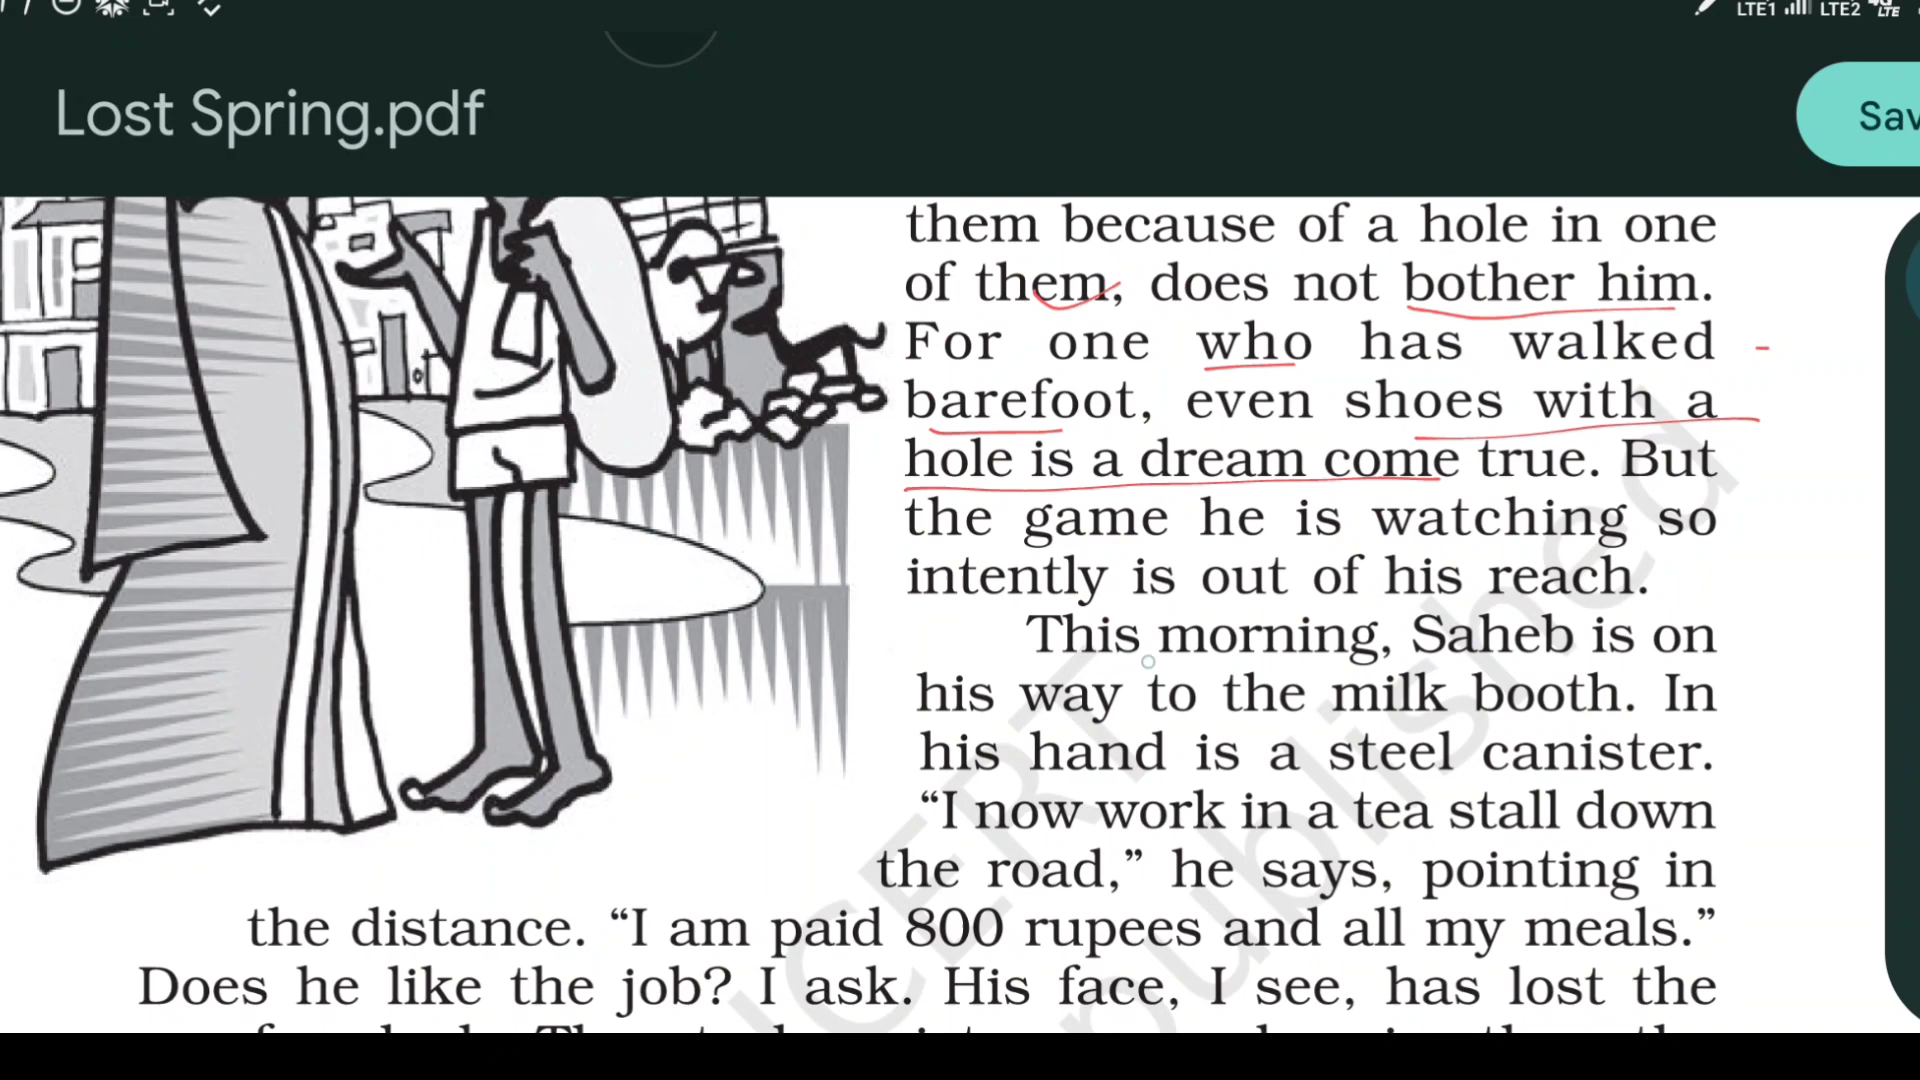 LTE1 LTE2 LTE
Lost Spring.pdf
them because of a hole in one
of them, does not bother him.
For one who has walked
barefoot, even shoes with a
hole is a dream come true. But
the game he is watching so
intently is out of his reach.
This morning, Saheb is on
his way to the milk booth. In
his hand is a steel canister.
“I now work in a tea stall down
the road,” he says, pointing in
the distance. “I am paid 800 rupees and all my meals.”
Does he like the job? I ask. His face, I see, has lost the